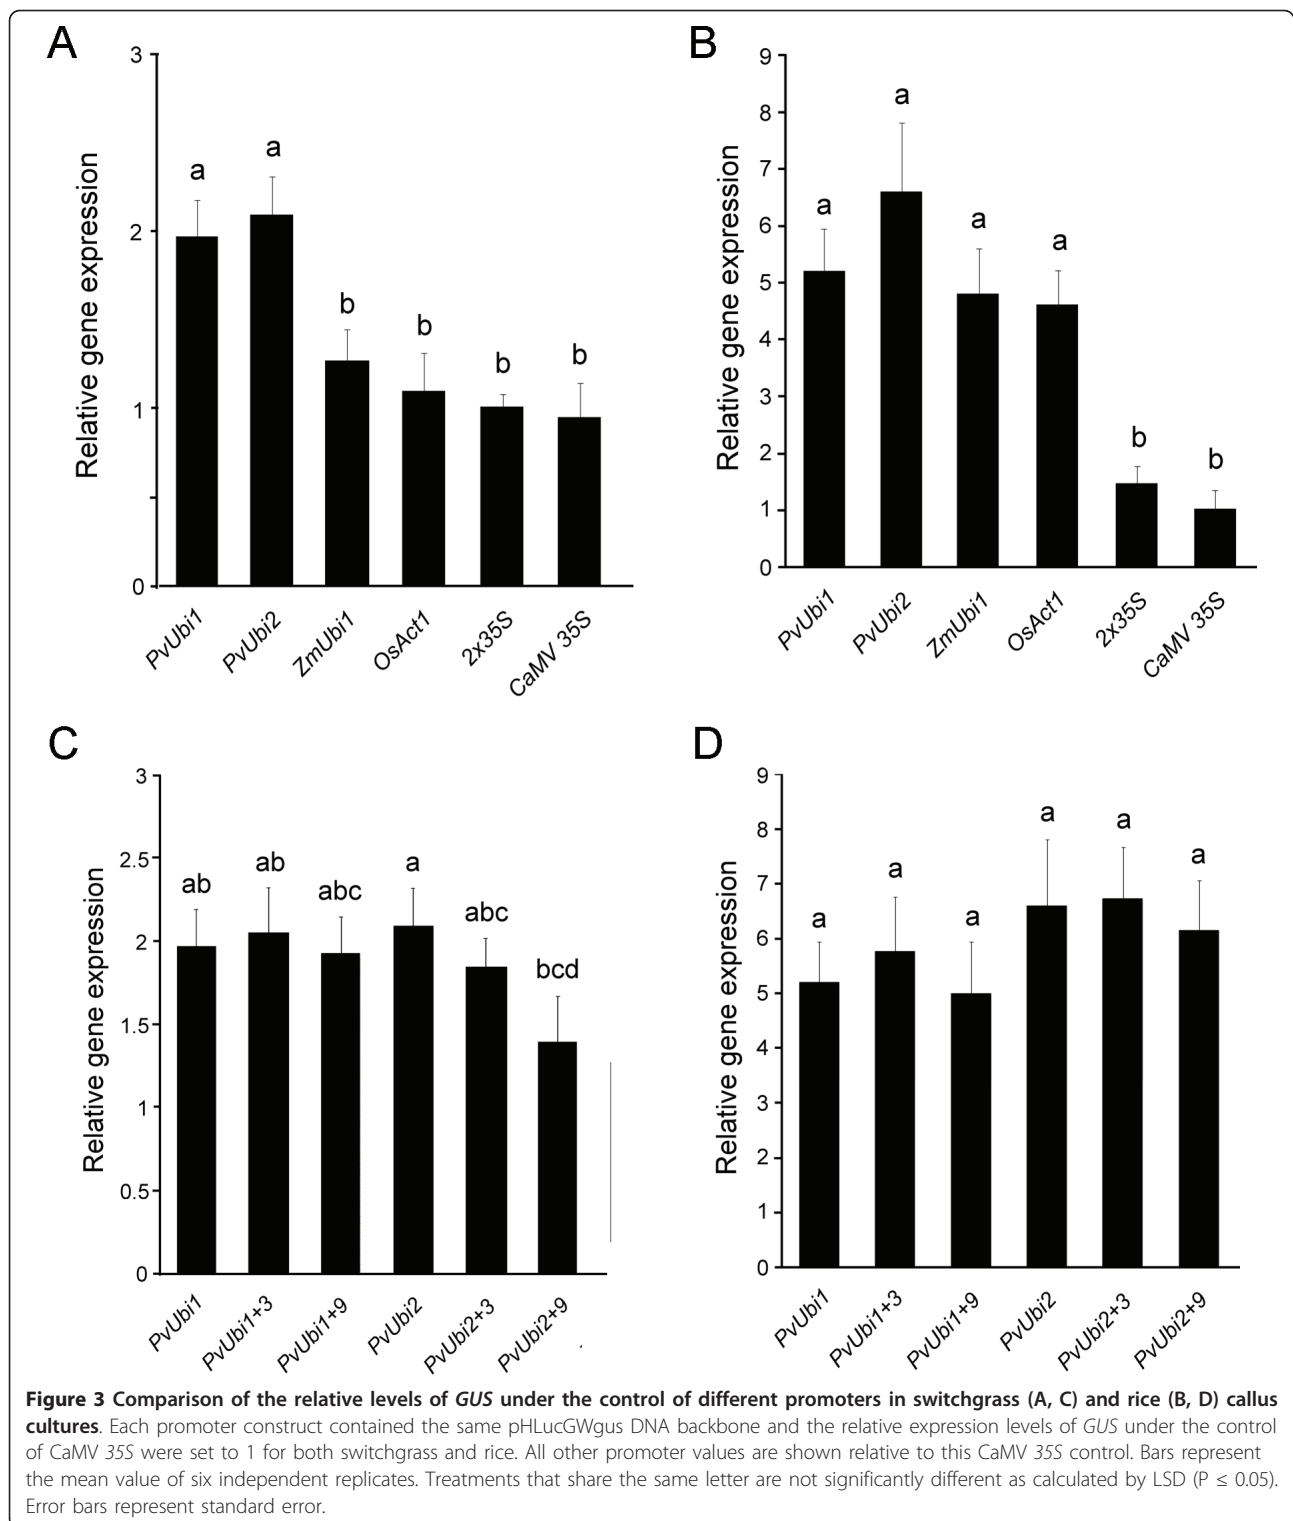 A
3
2
1
0
Relative gene expression
a
a
b
b
b
b
PvUbi1
PvUbi2
ZmUbi1
OsAct1
2x35S
CaMV 35S
B
9
8
7
6
5
4
3
2
1
0
Relative gene expression
a
a
a
a
b
b
PvUbi1
PvUbi2
ZmUbi1
OsAct1
2x35S
CaMV 35S
C
3
2.5
2
1.5
1
0.5
0
Relative gene expression
ab
ab
abc
a
abc
bcd
PvUbi1
PvUbi1+3
PvUbi1+9
PvUbi2
PvUbi2+3
PvUbi2+9
D
9
8
7
6
5
4
3
2
1
0
Relative gene expression
a
a
a
a
a
a
PvUbi1
PvUbi1+3
PvUbi1+9
PvUbi2
PvUbi2+3
PvUbi2+9
Figure 3 Comparison of the relative levels of GUS under the control of different promoters in switchgrass (A, C) and rice (B, D) callus
cultures. Each promoter construct contained the same pHLucGWgus DNA backbone and the relative expression levels of GUS under the control
of CaMV 35S were set to 1 for both switchgrass and rice. All other promoter values are shown relative to this CaMV 35S control. Bars represent
the mean value of six independent replicates. Treatments that share the same letter are not significantly different as calculated by LSD (P ≤ 0.05).
Error bars represent standard error.